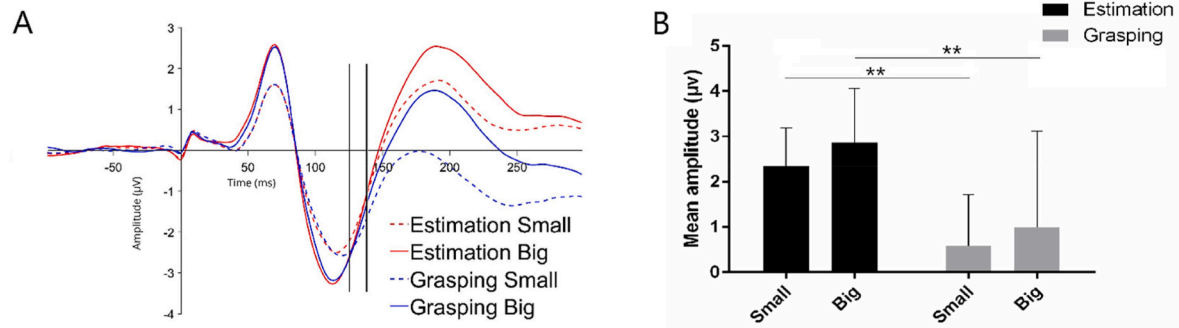 A
3
2
1
-1
-2
-3
-4
-50
50
100
150
200
250
Time (ms)
Amplitude (μV)
Estimation Small
Estimation Big
Grasping Small
Grasping Big
B
Estimation
Grasping
5
4
3
2
1
0
Mean amplitude (μv)
**
**
Small
Big
Small
Big